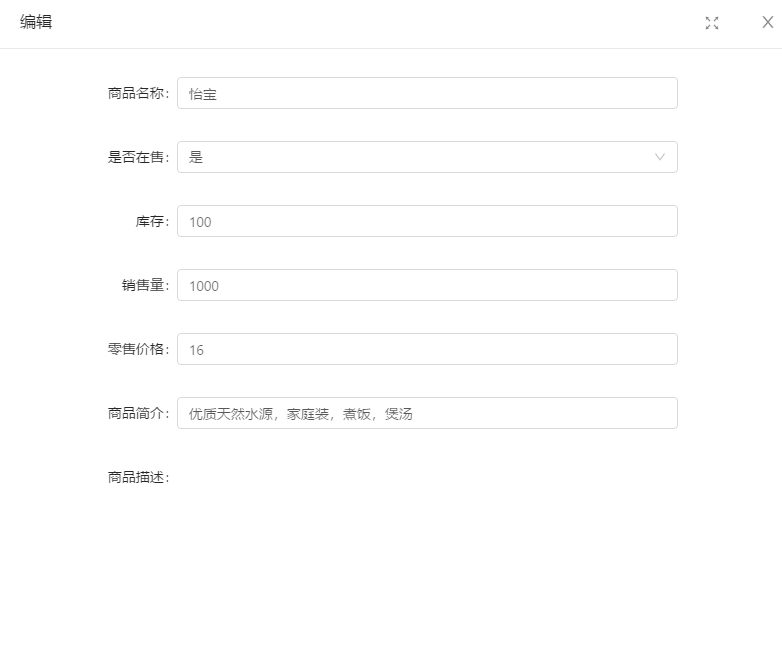 编辑
商品名称: 怡宝
是否在售: 是
库存: 100
销售量: 1000
零售价格: 16
商品简介: 优质天然水源，家庭装，煮饭，煲汤
商品描述: